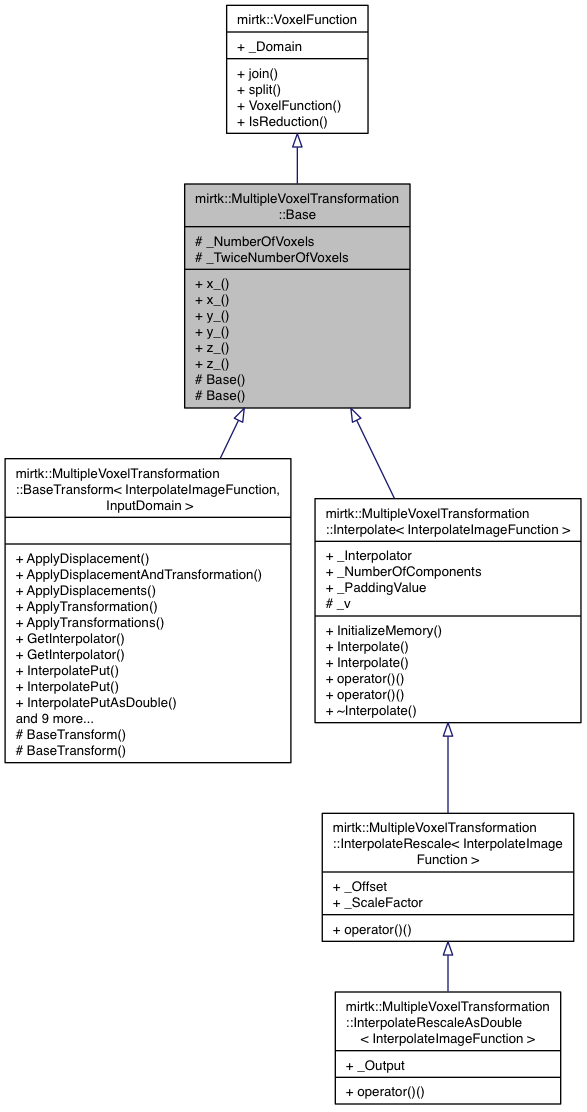 mirtk::VoxelFunction
+ _Domain
+ join()
+ split()
+ VoxelFunction()
+ IsReduction()
mirtk::MultipleVoxelTransformation
::Base
# _NumberOfVoxels
# _TwiceNumberOfVoxels
+ x_()
+ x_()
+ y_()
+ y_()
+ z_()
+ z_()
# Base()
# Base()
mirtk::MultipleVoxelTransformation
::BaseTransform< InterpolateImageFunction,
InputDomain >
+ ApplyDisplacement()
+ ApplyDisplacementAndTransformation()
+ ApplyDisplacements()
+ ApplyTransformation()
+ ApplyTransformations()
+ GetInterpolator()
+ GetInterpolator()
+ InterpolatePut()
+ InterpolatePut()
+ InterpolatePutAsDouble()
and 9 more...
# BaseTransform()
# BaseTransform()
mirtk::MultipleVoxelTransformation
::Interpolate< InterpolateImageFunction >
+ _Interpolator
+ _NumberOfComponents
+ _PaddingValue
# _v
+ InitializeMemory()
+ Interpolate()
+ Interpolate()
+ operator()()
+ operator()()
+ ~Interpolate()
mirtk::MultipleVoxelTransformation
::InterpolateRescale< InterpolateImage
Function >
+ _Offset
+ _ScaleFactor
+ operator()()
mirtk::MultipleVoxelTransformation
::InterpolateRescaleAsDouble
< InterpolateImageFunction >
+ _Output
+ operator()()